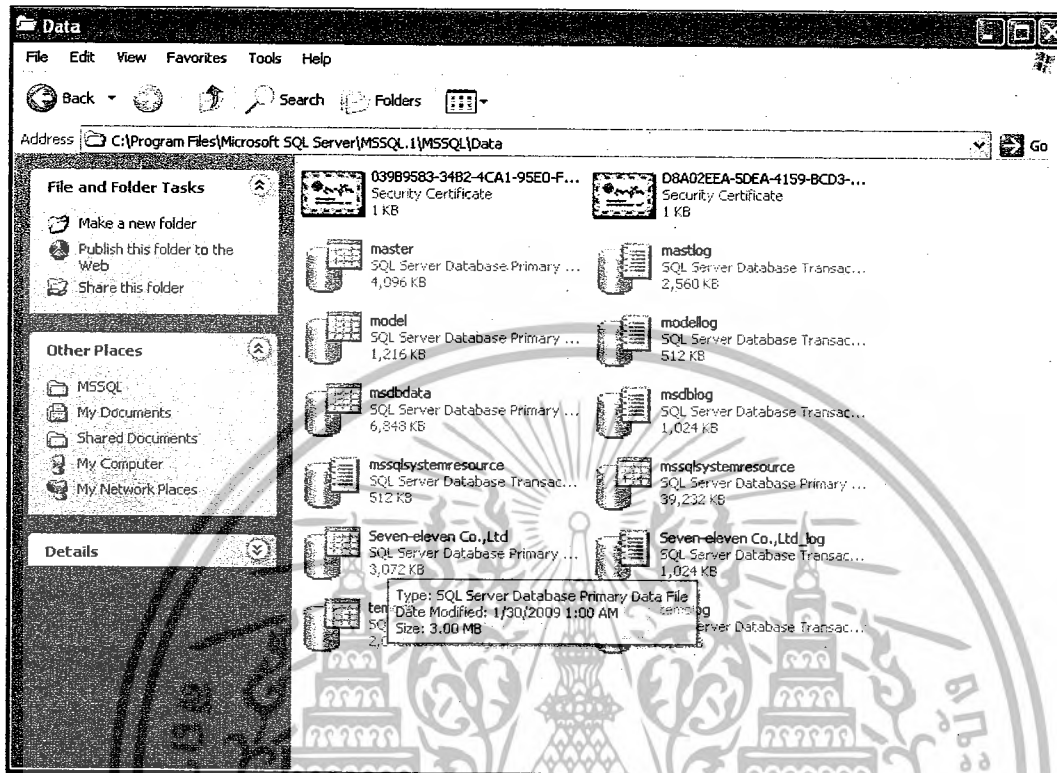 Data
File Edit View Favorites Tools Help
Back Search Folders
Address C:\Program Files\Microsoft SQL Server\MSSQL.1\MSSQL\Data Go
File and Folder Tasks
Make a new folder
Publish this folder to the
Web
Share this folder
Other Places
MSSQL
My Documents
Shared Documents
My Computer
My Network Places
Details
039B9583-34B2-4CA1-95E0-F...
Security Certificate
1 KB
D8A02EEA-5DEA-4159-BCD3-...
Security Certificate
1 KB
master
SQL Server Database Primary ...
4,096 KB
mastlog
SQL Server Database Transac...
2,560 KB
model
SQL Server Database Primary ...
1,216 KB
modellog
SQL Server Database Transac...
512 KB
msdbdata
SQL Server Database Primary ...
6,848 KB
msdblog
SQL Server Database Transac...
1,024 KB
mssqlsystemresource
SQL Server Database Transac...
512 KB
mssqlsystemresource
SQL Server Database Primary ...
39,232 KB
Seven-eleven Co.,Ltd
SQL Server Database Primary ...
3,072 KB
Seven-eleven Co.,Ltd_log
SQL Server Database Transac...
1,024 KB
Type: SQL Server Database Primary Data File
Date Modified: 1/30/2009 1:00 AM
Size: 3.00 MB
erver Database Transac...